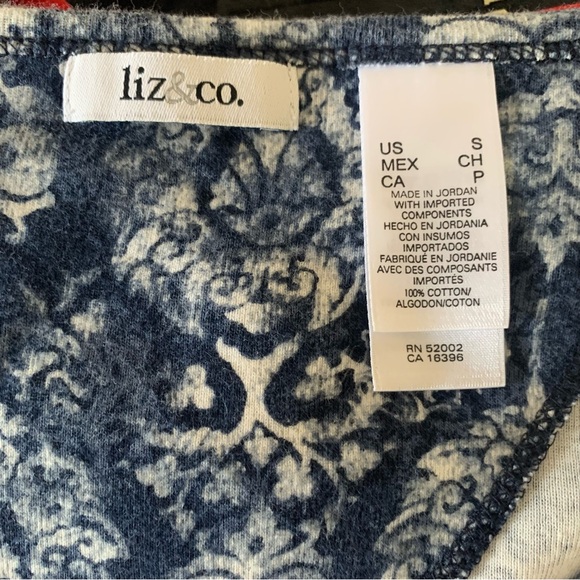 liz&co.
US S
MEX CH
CA P
MADE IN JORDAN
WITH IMPORTED
COMPONENTS
HECHO EN JORDANIA
CON INSUMOS
IMPORTADOS
FABRIQUÉ EN JORDANIE
AVEC DES COMPOSANTS
IMPORTÉS
100% COTTON/
ALGODON/COTON
RN 52002
CA 16396